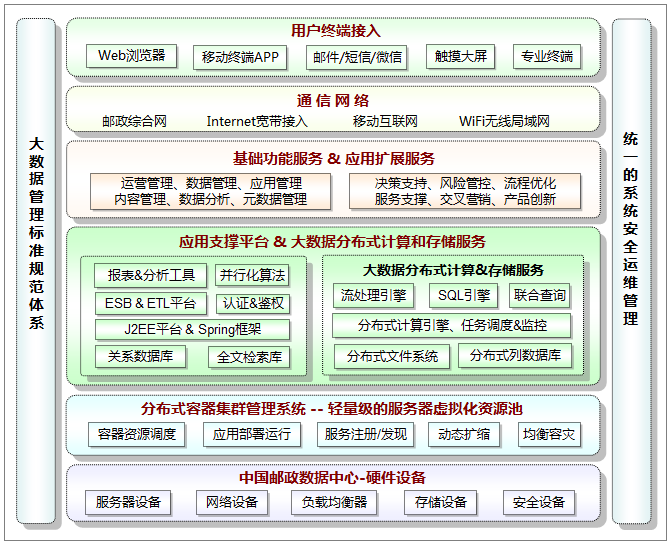 大数据管理标准规范体系
用户终端接入
Web浏览器 移动终端APP 邮件/短信/微信 触摸大屏 专业终端
通信网络
邮政综合网 Internet宽带接入 移动互联网 WiFi无线局域网
基础功能服务 & 应用扩展服务
运营管理、数据管理、应用管理
内容管理、数据分析、元数据管理
决策支持、风险管控、流程优化
服务支撑、交叉营销、产品创新
应用支撑平台 & 大数据分布式计算和存储服务
报表&分析工具 并行化算法
ESB & ETL平台 认证&鉴权
J2EE平台 & Spring框架
关系数据库 全文检索库
大数据分布式计算&存储服务
流处理引擎 SQL引擎 联合查询
分布式计算引擎、任务调度&监控
分布式文件系统 分布式列数据库
分布式容器集群管理系统 -- 轻量级的服务器虚拟化资源池
容器资源调度 应用部署运行 服务注册/发现 动态扩缩 均衡容灾
中国邮政数据中心-硬件设备
服务器设备 网络设备 负载均衡器 存储设备 安全设备
统一的系统安全运维管理